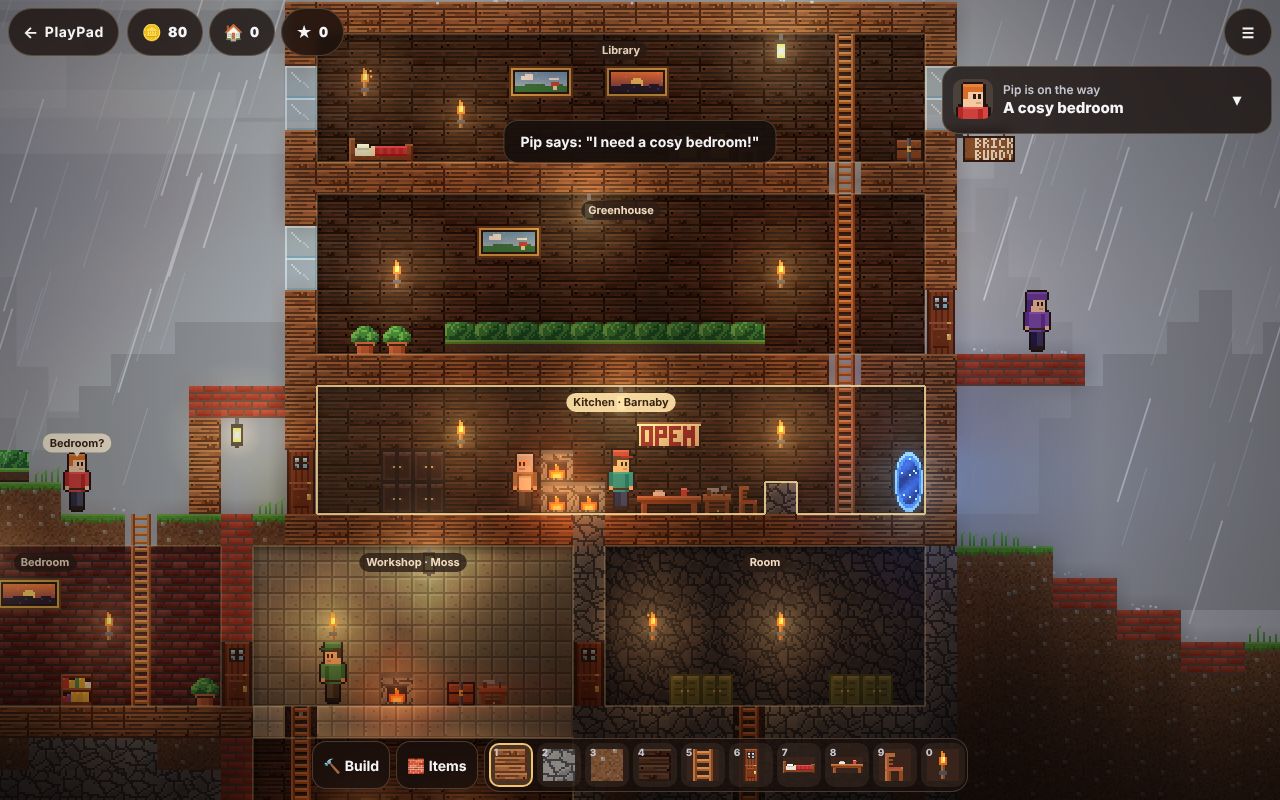 ← PlayPad
80
0
★ 0
Library
Pip is on the way
A cosy bedroom
Pip says: "I need a cosy bedroom!"
BRICK
BUDDY
Greenhouse
Kitchen · Barnaby
OPEN
Bedroom?
Bedroom
Workshop · Moss
Room
Build
Items
1 2 3 4 5 6 7 8 9 0